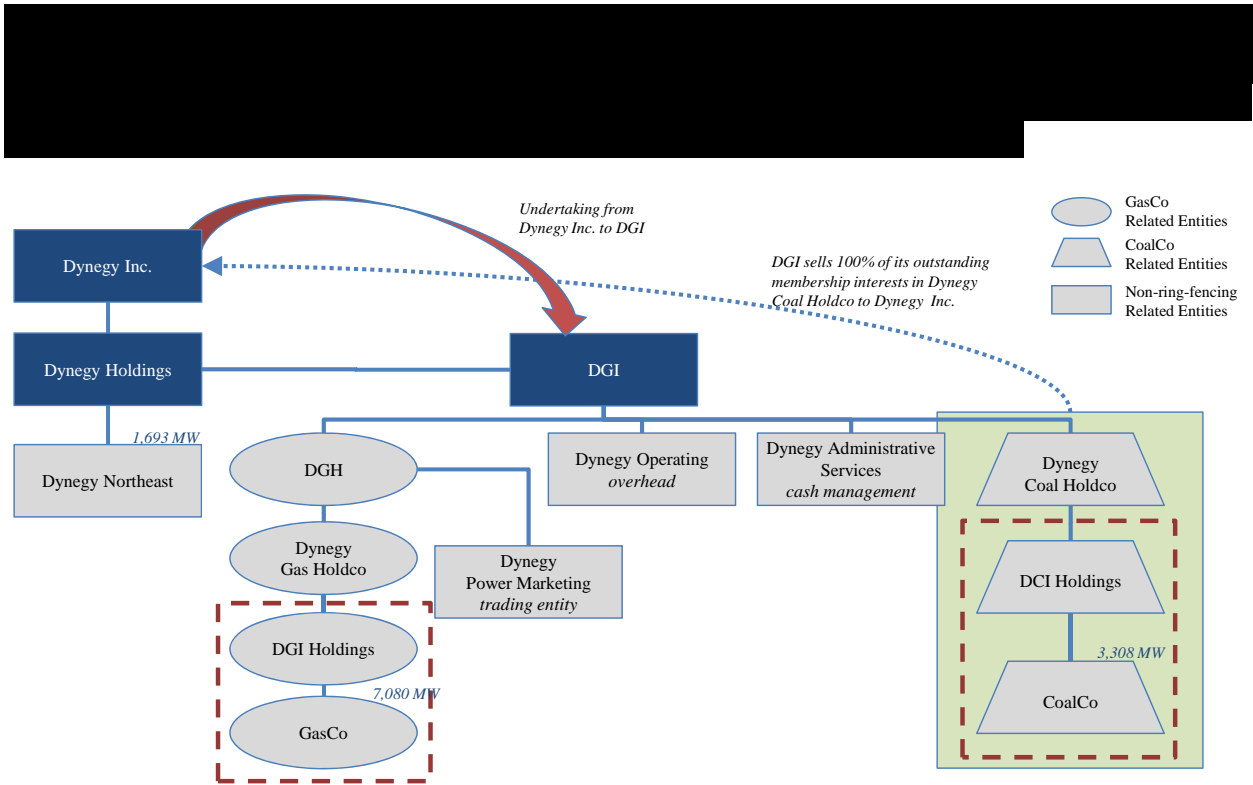 Undertaking from
Dynegy Inc. to DGI
GasCo
Related Entities
CoalCo
Related Entities
Non-ring-fencing
Related Entities
Dynegy Inc.
DGI sells 100% of its outstanding
membership interests in Dynegy
Coal Holdco to Dynegy Inc.
Dynegy Holdings
DGI
1,693 MW
Dynegy Northeast
DGH
Dynegy Operating
overhead
Dynegy Administrative
Services
cash management
Dynegy
Coal Holdco
Dynegy
Gas Holdco
Dynegy
Power Marketing
trading entity
DCI Holdings
DGI Holdings
3,308 MW
7,080 MW
CoalCo
GasCo